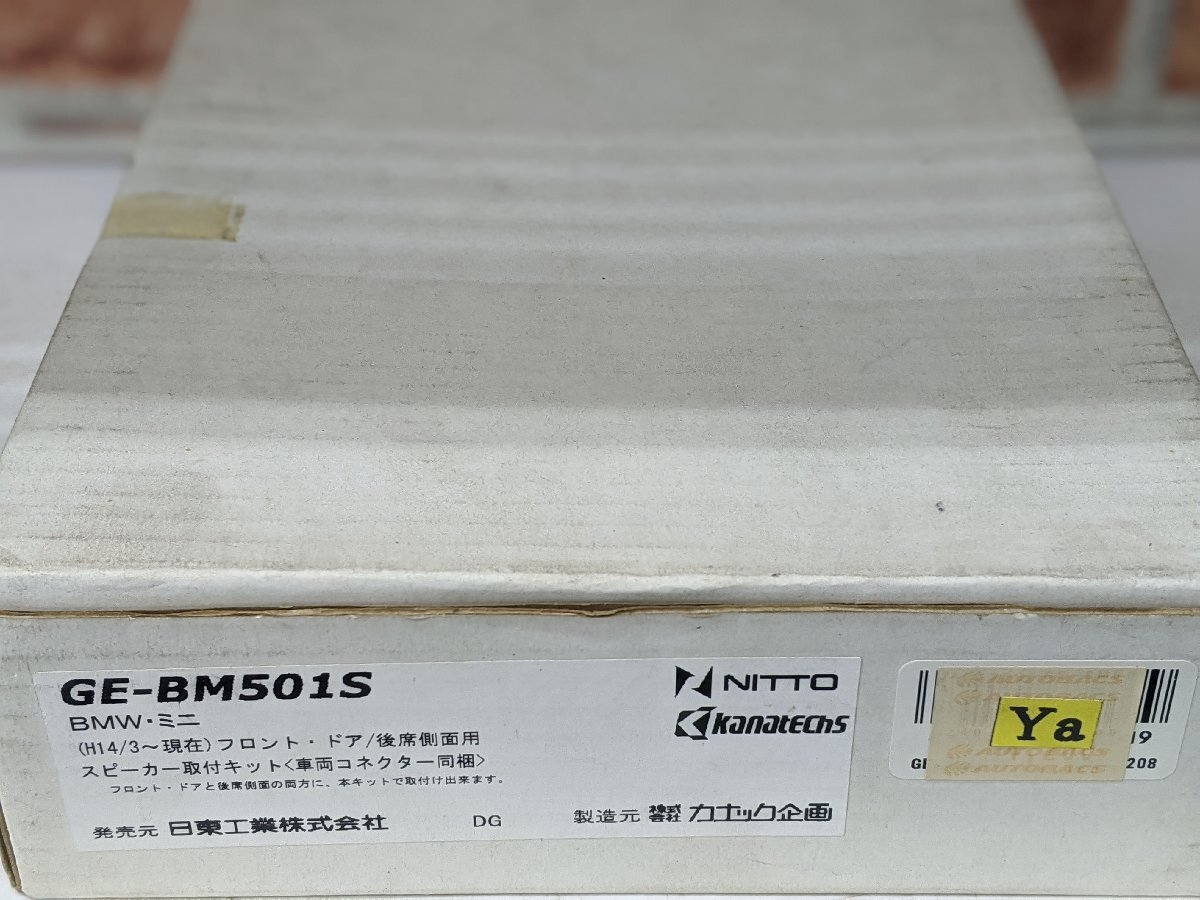 GE-BM501S
BMW・ミニ
(H14/3～現在)フロント・ドア/後席側面用
スピーカー取付キット<車両コネクター同梱>
フロント・ドアと後席側面の両方に、本キットで取付け出来ます。
発売元 日東工業株式会社 DG
製造元 株式会社 カナック企画
NITTO
Kanatechs
AUTOBACS
Ya
AUTOBACS
208